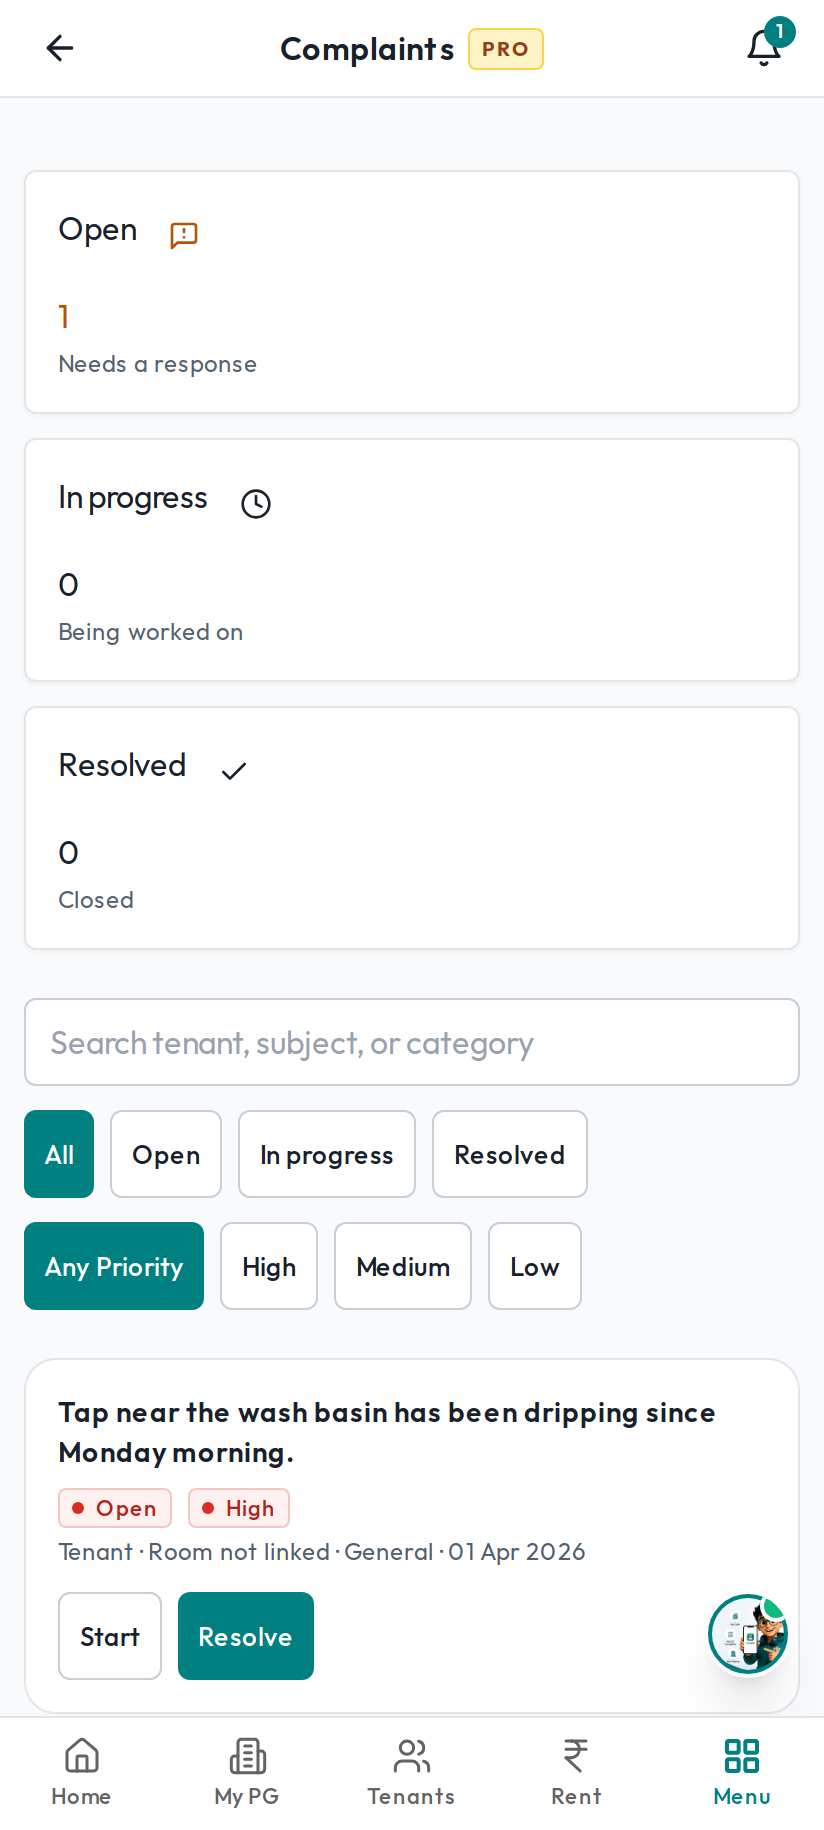 Complaints PRO
1
Open
1
Needs a response
In progress
0
Being worked on
Resolved
0
Closed
Search tenant, subject, or category
All Open In progress Resolved
Any Priority High Medium Low
Tap near the wash basin has been dripping since
Monday morning.
Open High
Tenant · Room not linked · General · 01 Apr 2026
Start Resolve
Home My PG Tenants Rent Menu